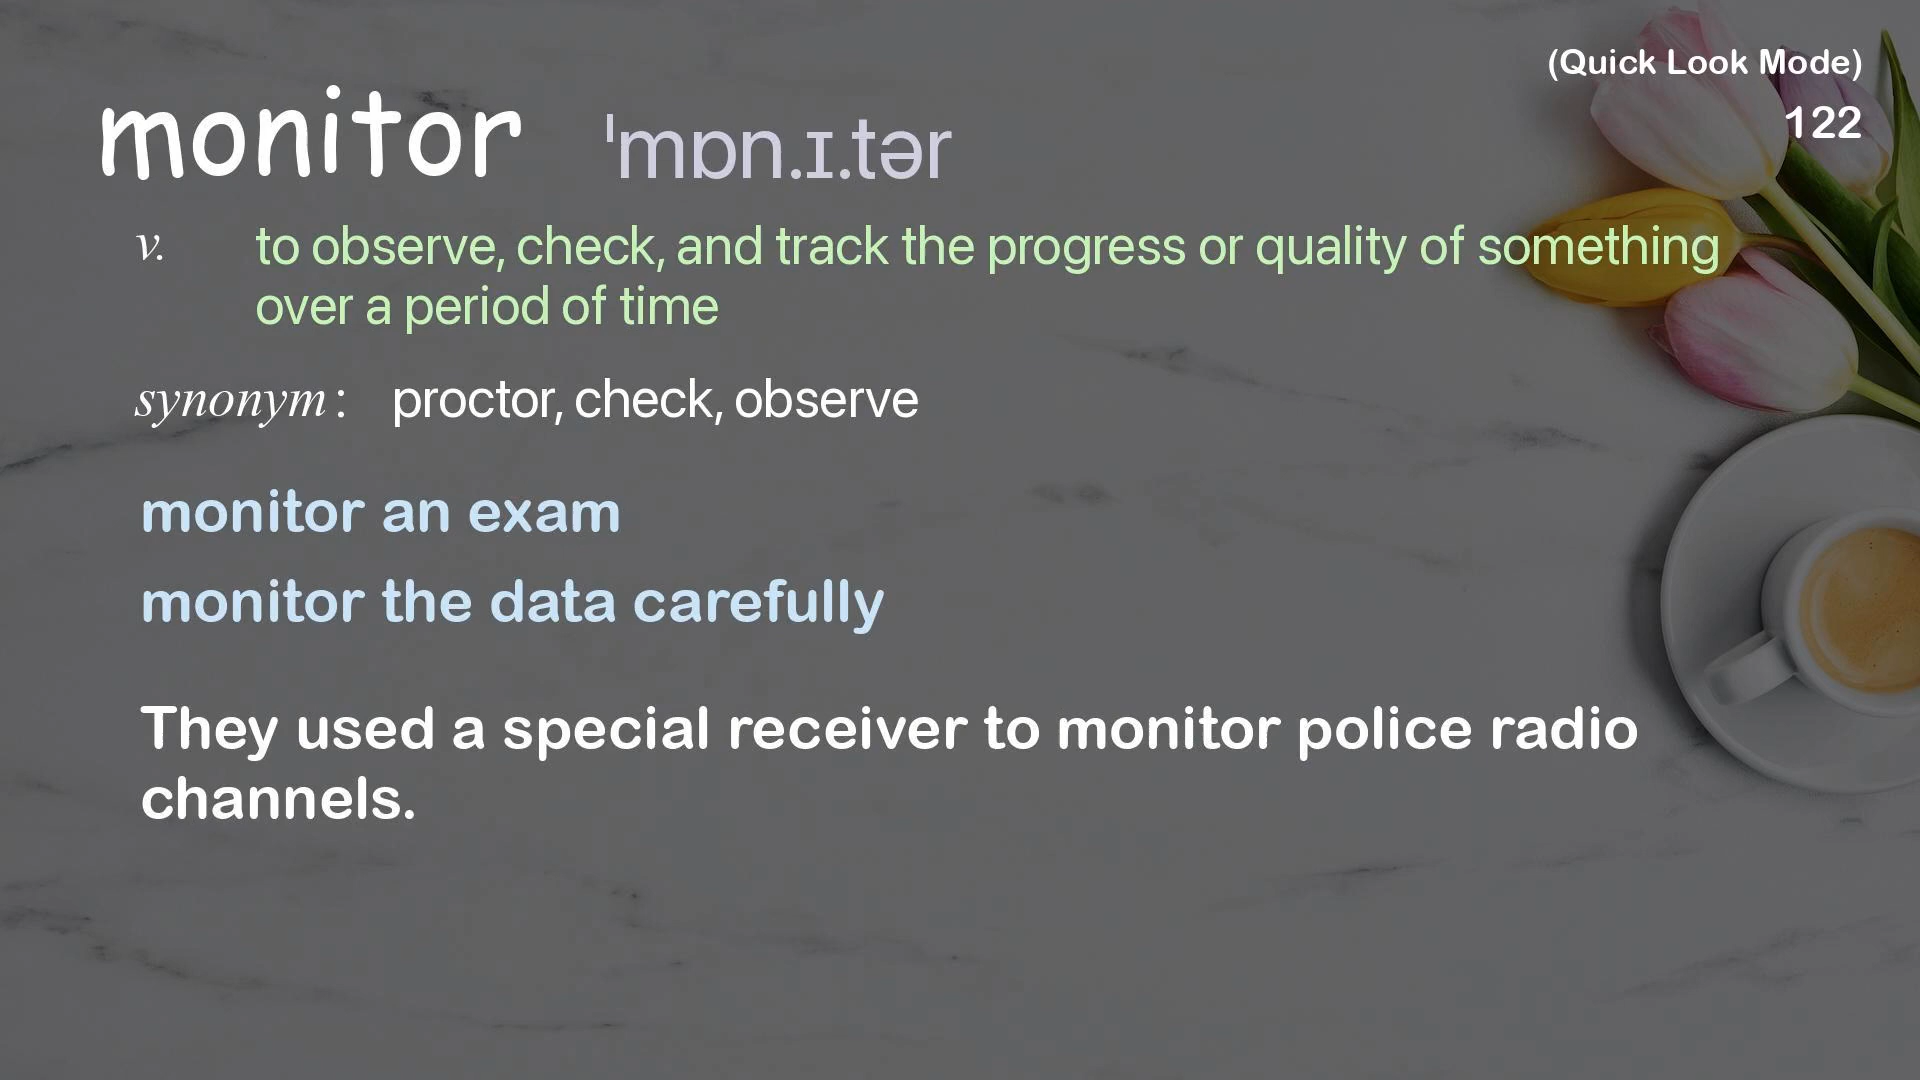 (Quick Look Mode)
122
monitor ˈmɒn.ɪ.tər
v. to observe, check, and track the progress or quality of something
over a period of time
synonym: proctor, check, observe
monitor an exam
monitor the data carefully
They used a special receiver to monitor police radio
channels.